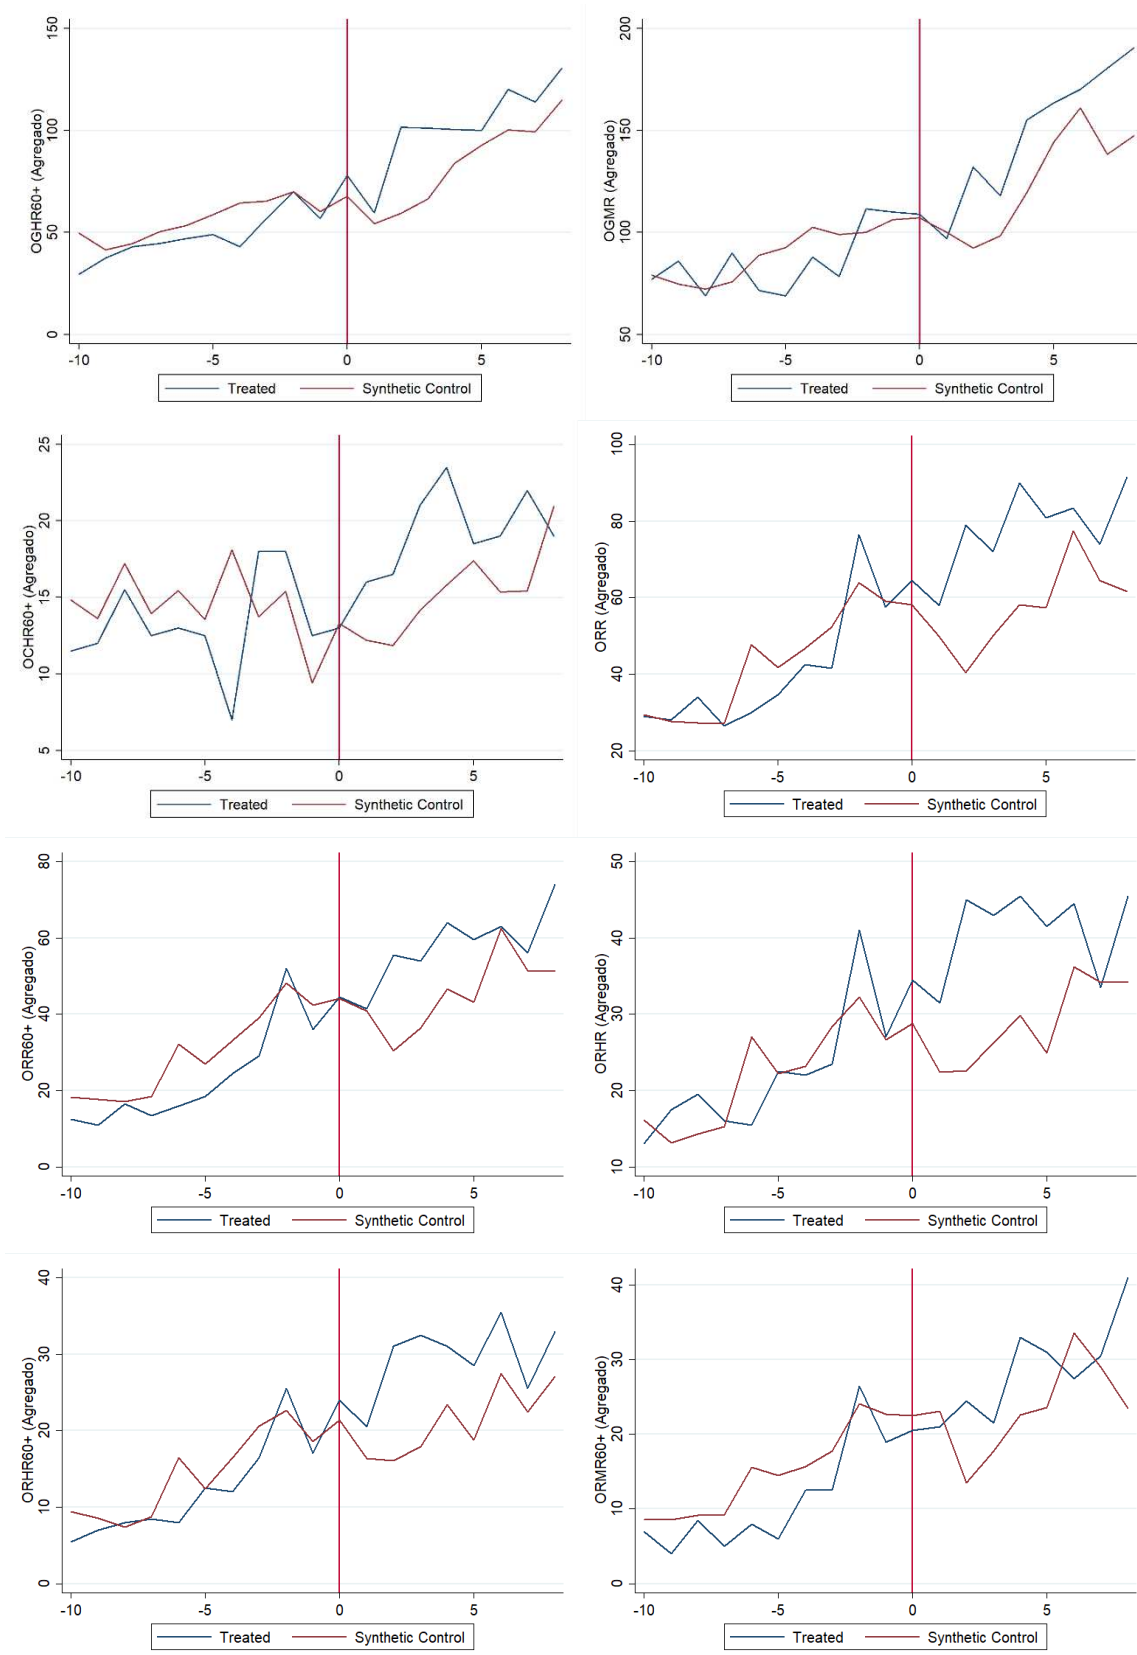 OGHR60+ (Agregado)
150
100
50
0
-10 -5 0 5
Treated Synthetic Control
OGMR (Agregado)
200
150
100
50
-10 -5 0 5
Treated Synthetic Control
OCHR60+ (Agregado)
25
20
15
10
5
-10 -5 0 5
Treated Synthetic Control
ORR (Agregado)
100
80
60
40
20
-10 -5 0 5
Treated Synthetic Control
ORR60+ (Agregado)
80
60
40
20
0
-10 -5 0 5
Treated Synthetic Control
ORHR (Agregado)
50
40
30
20
10
-10 -5 0 5
Treated Synthetic Control
ORHR60+ (Agregado)
40
30
20
10
0
-10 -5 0 5
Treated Synthetic Control
ORMR60+ (Agregado)
40
30
20
10
0
-10 -5 0 5
Treated Synthetic Control